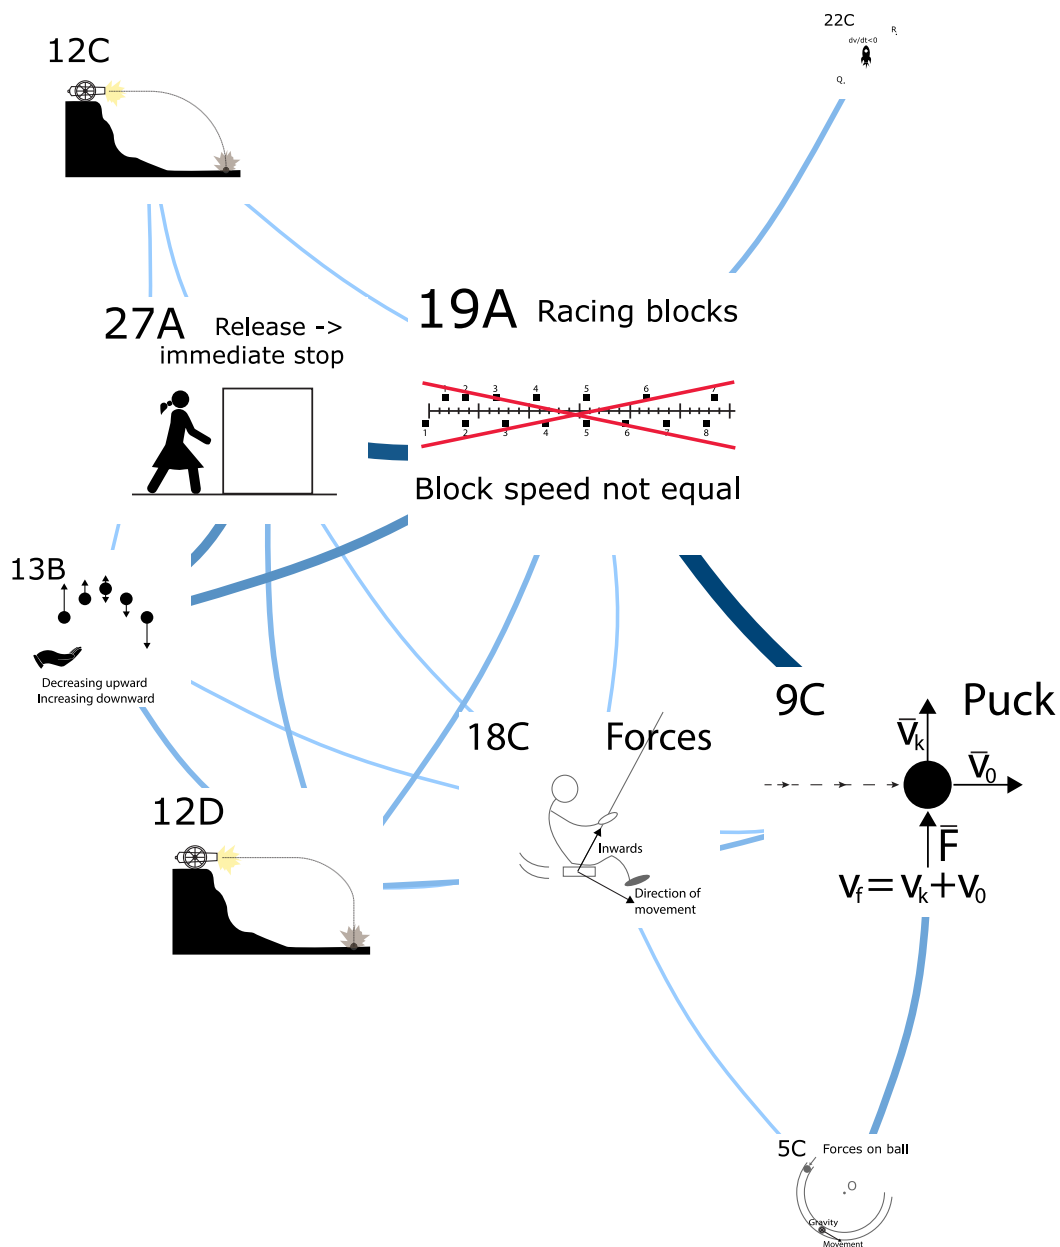 22C
R.
dv/dt<0
Q.
12C
19A Racing blocks
27A Release ->
immediate stop
1 2 3 4 5 6 7
1 2 3 4 5 6 7 8
Block speed not equal
13B
Decreasing upward
Increasing downward
9C Puck
v̅k
v̅0
F̅
vf=vk+v0
18C Forces
Inwards
Direction of
movement
12D
5C Forces on ball
O
Gravity
Movement